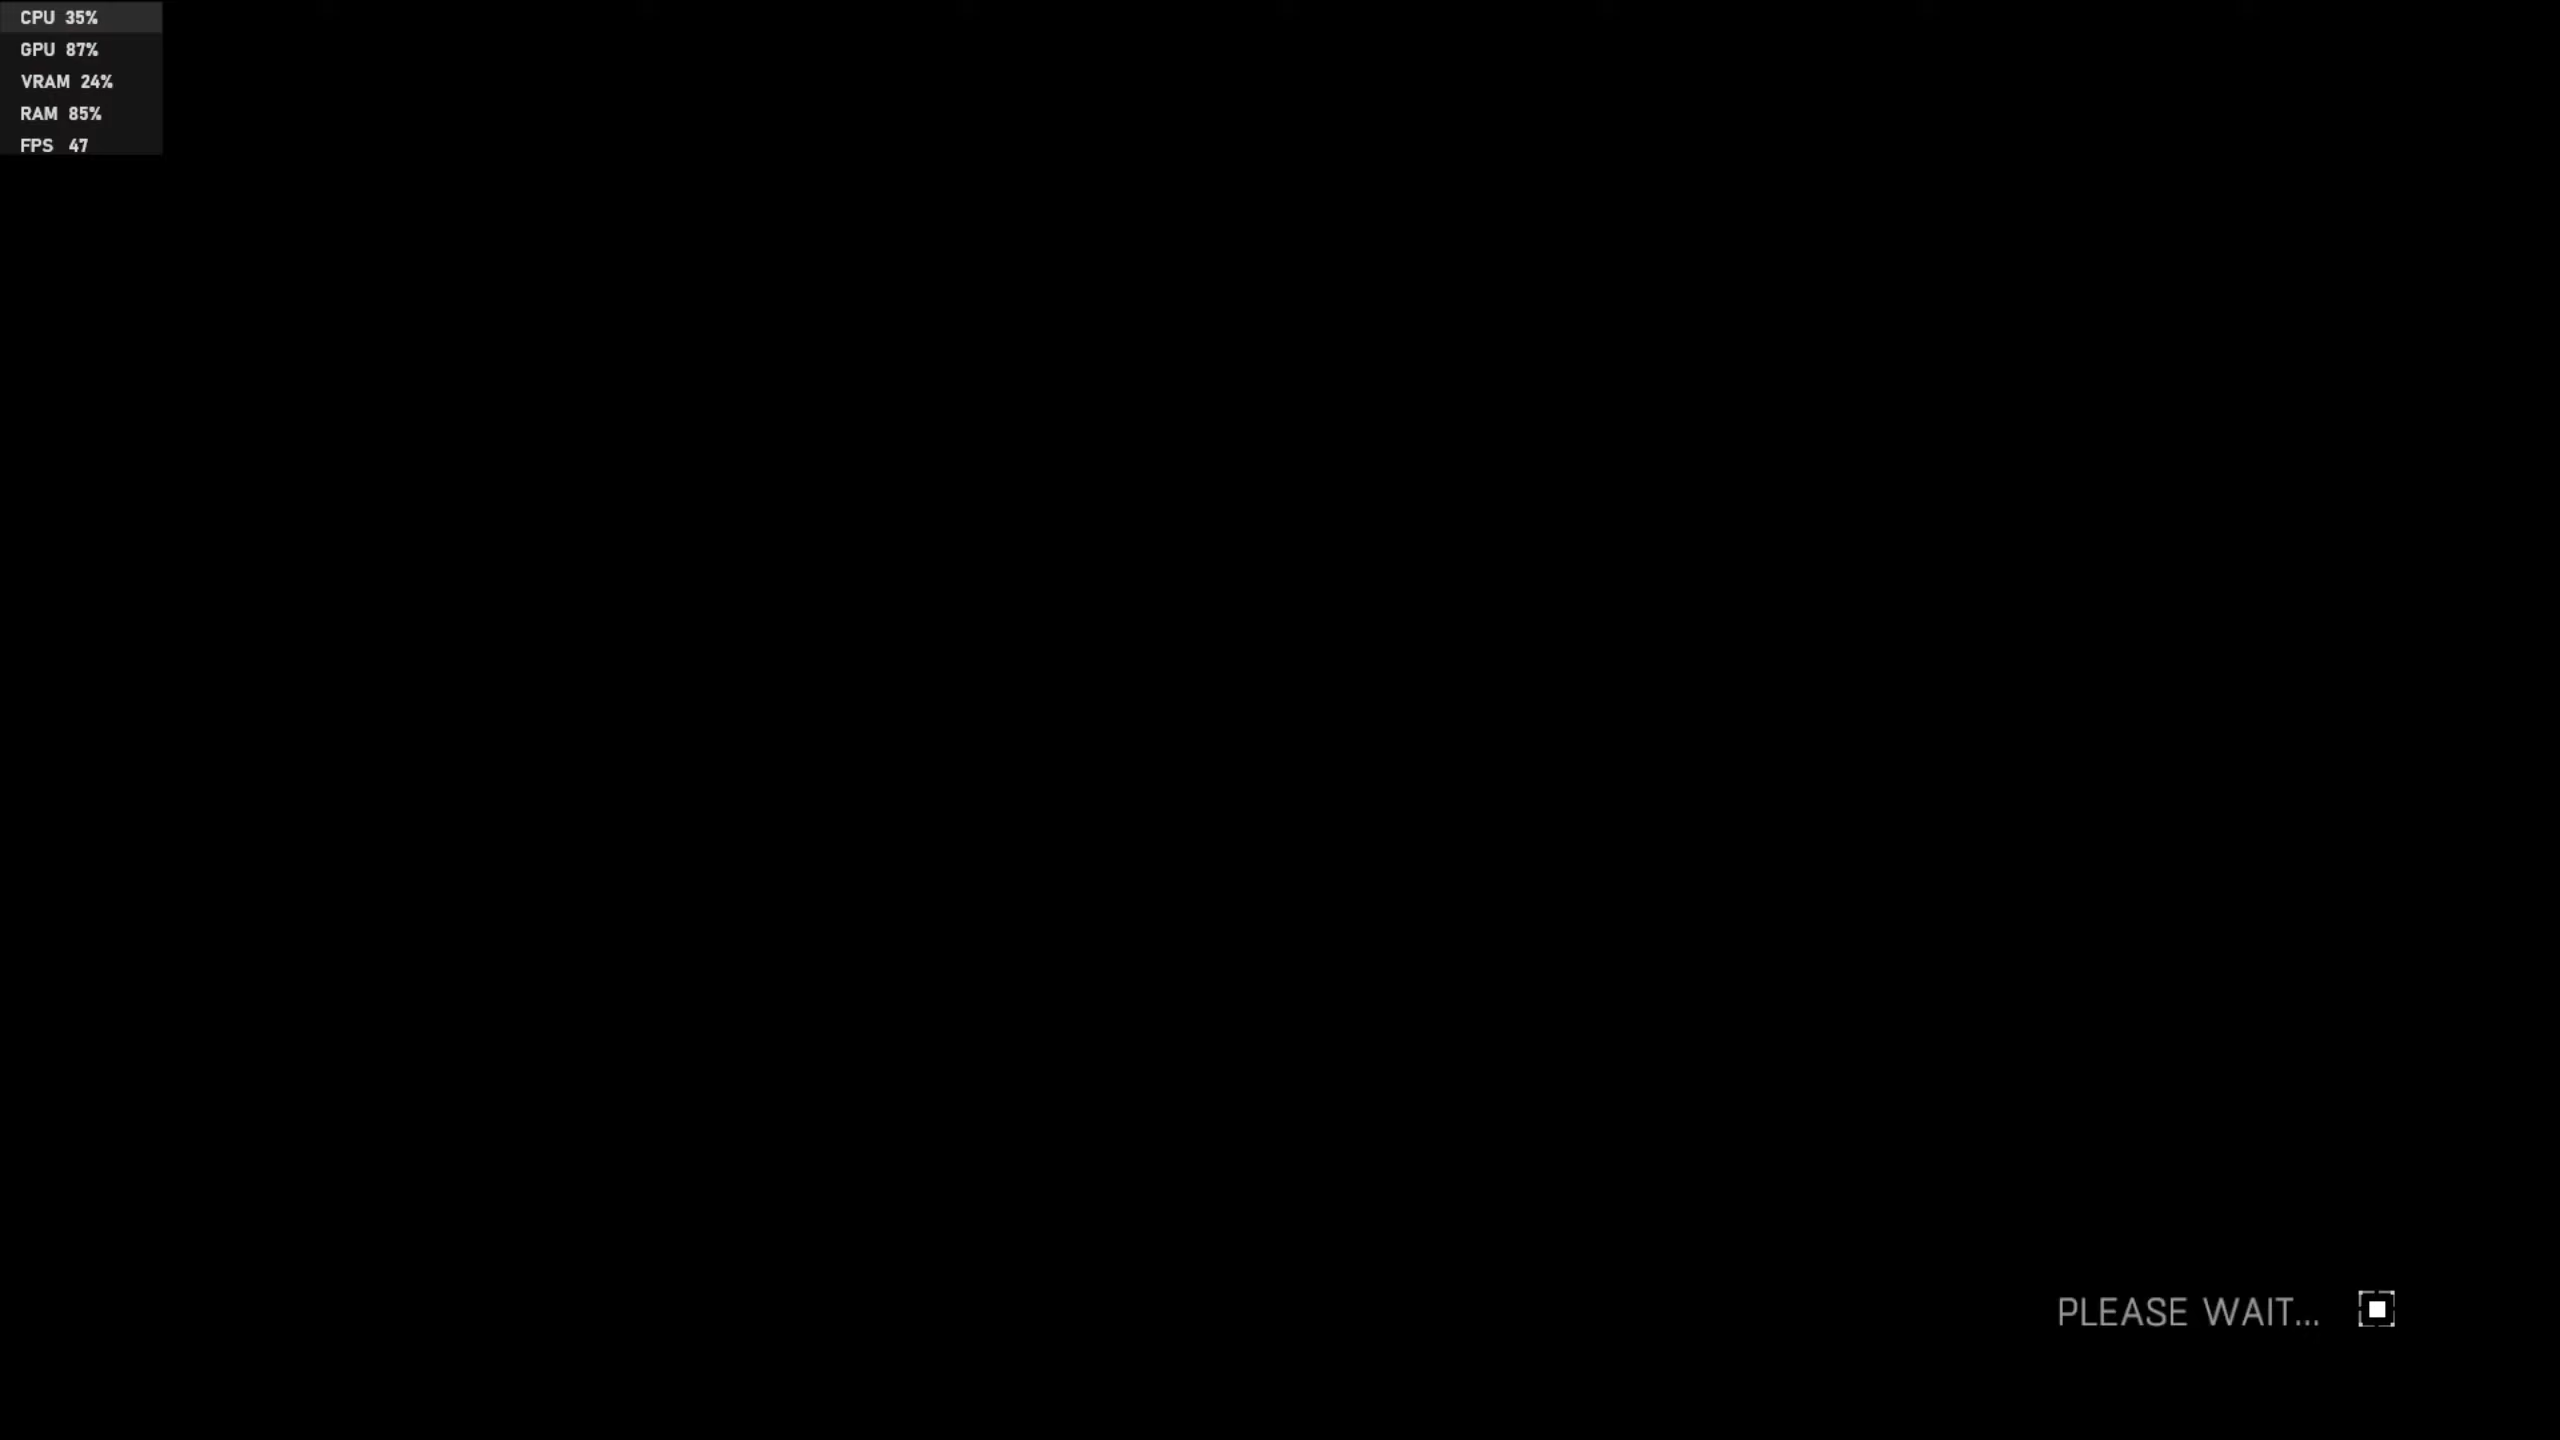 CPU 35%
GPU 87%
VRAM 24%
RAM 85%
FPS 47
PLEASE WAIT...